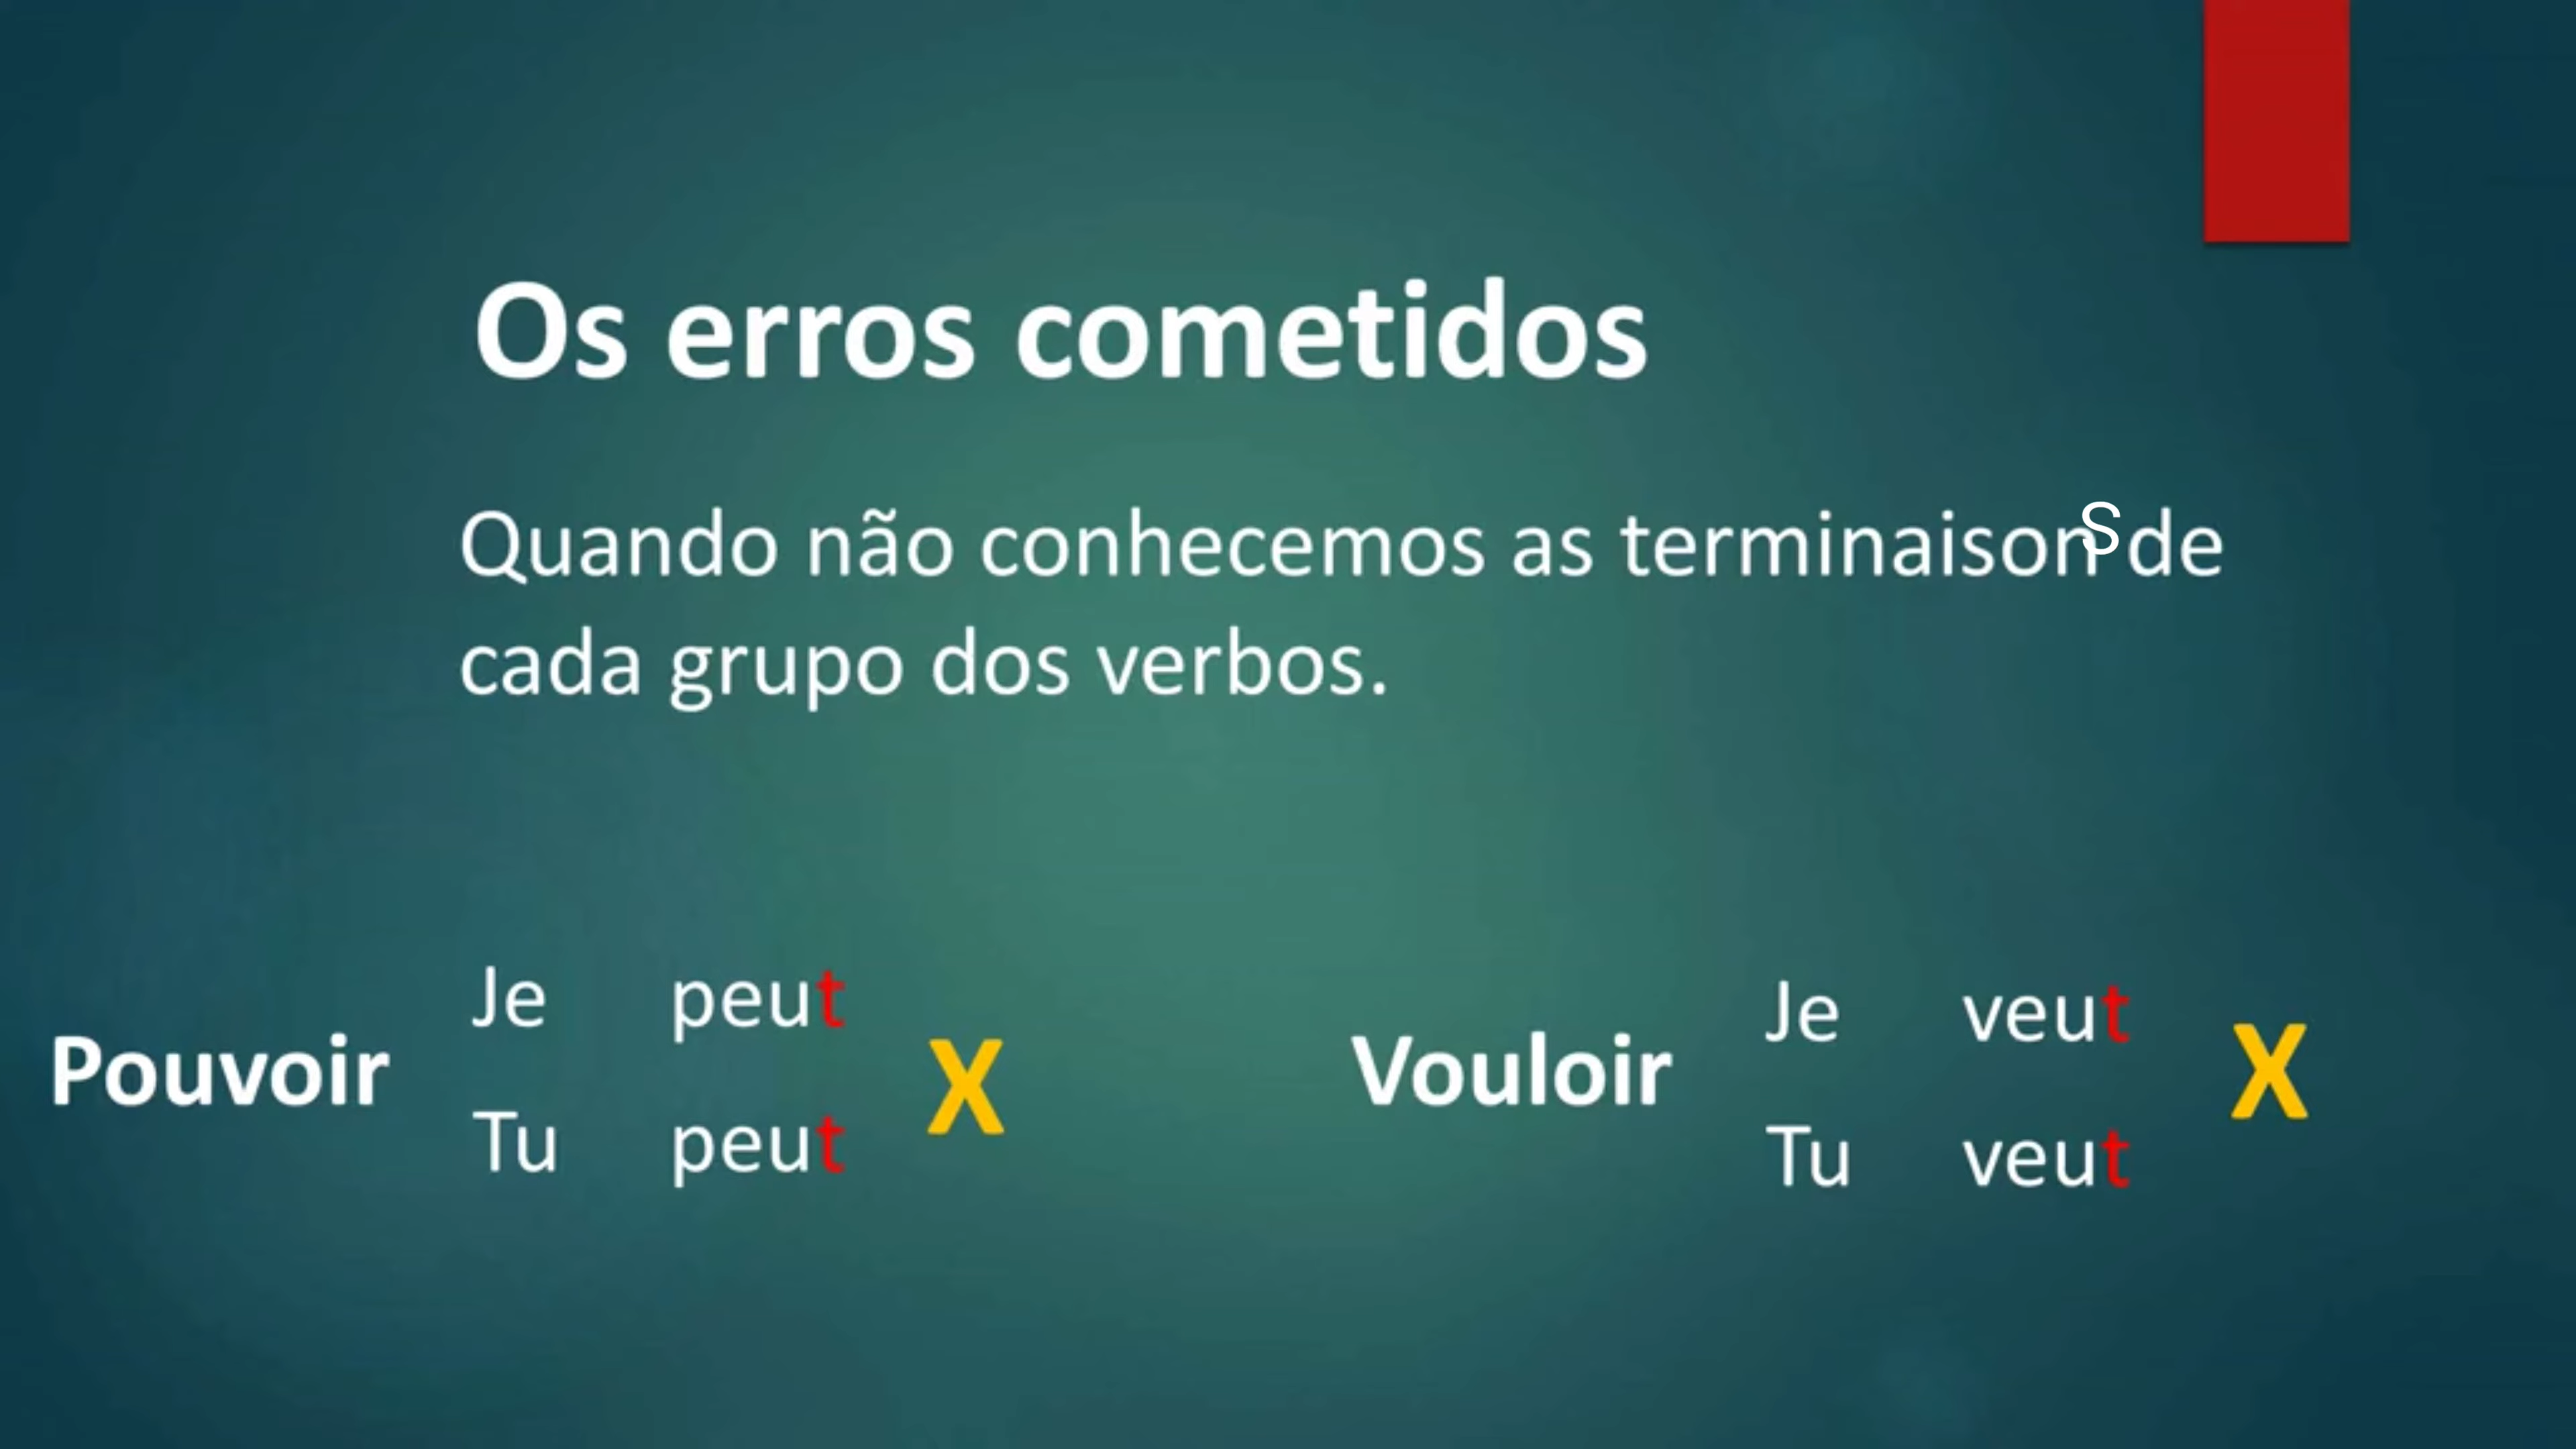 Os erros cometidos
Quando não conhecemos as terminaisons de
cada grupo dos verbos.
Pouvoir
Je peut
Tu peut
X
Vouloir
Je veut
Tu veut
X